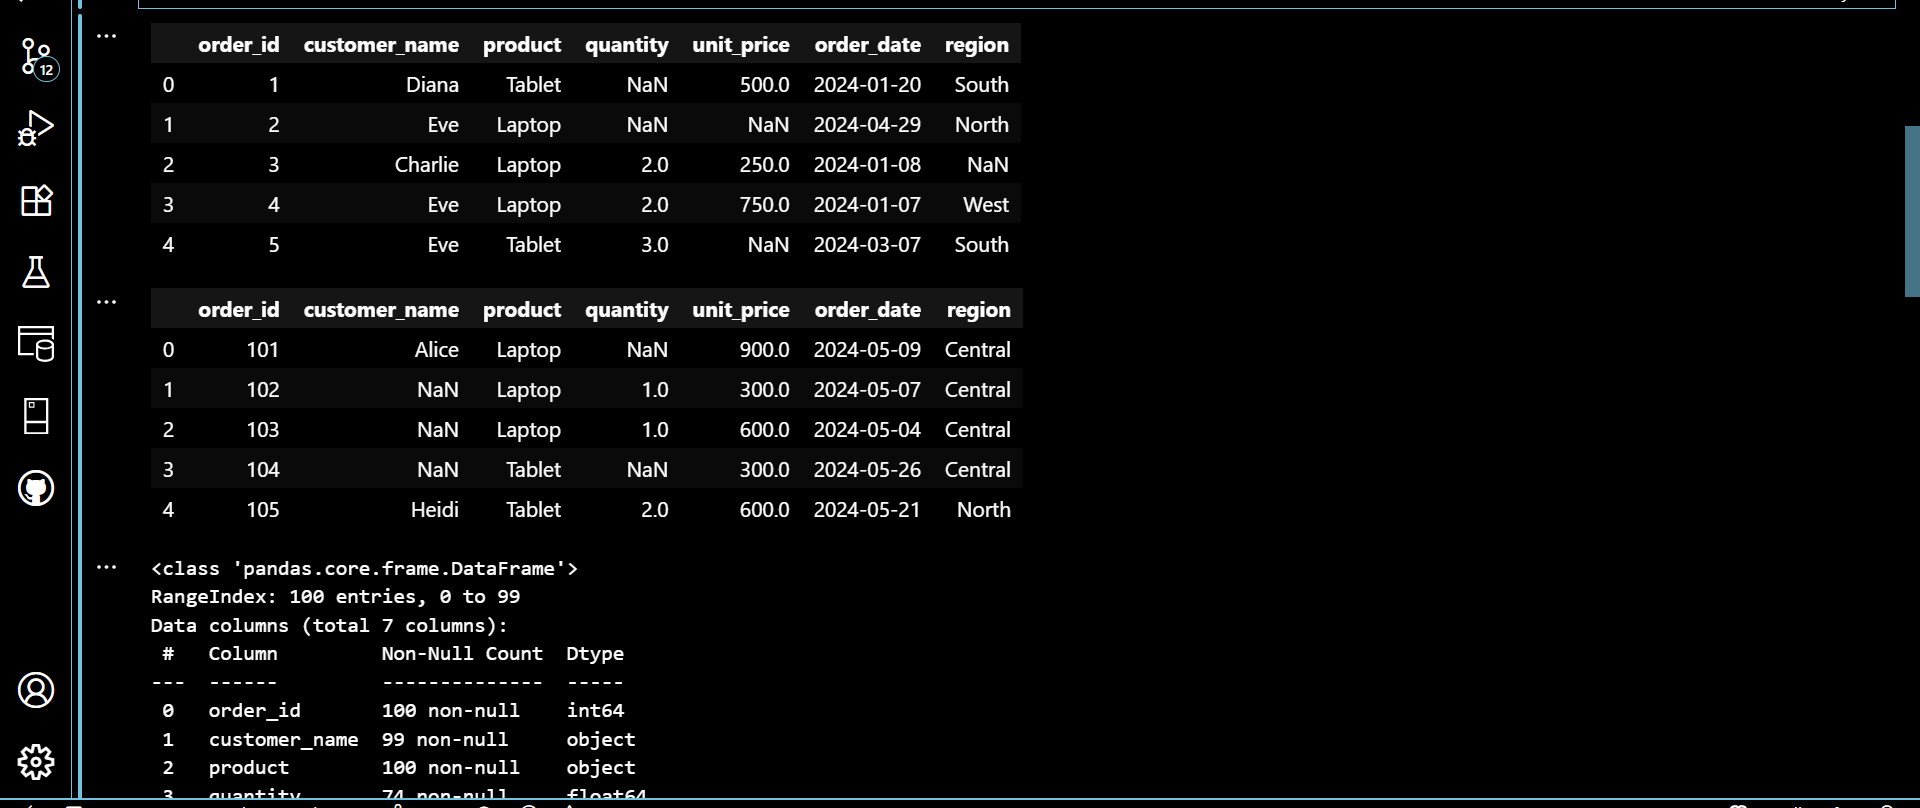 12
...
order_id customer_name product quantity unit_price order_date region
0 1 Diana Tablet NaN 500.0 2024-01-20 South
1 2 Eve Laptop NaN NaN 2024-04-29 North
2 3 Charlie Laptop 2.0 250.0 2024-01-08 NaN
3 4 Eve Laptop 2.0 750.0 2024-01-07 West
4 5 Eve Tablet 3.0 NaN 2024-03-07 South
...
order_id customer_name product quantity unit_price order_date region
0 101 Alice Laptop NaN 900.0 2024-05-09 Central
1 102 NaN Laptop 1.0 300.0 2024-05-07 Central
2 103 NaN Laptop 1.0 600.0 2024-05-04 Central
3 104 NaN Tablet NaN 300.0 2024-05-26 Central
4 105 Heidi Tablet 2.0 600.0 2024-05-21 North
...
<class 'pandas.core.frame.DataFrame'>
RangeIndex: 100 entries, 0 to 99
Data columns (total 7 columns):
# Column Non-Null Count Dtype
--- ------ -------------- -----
0 order_id 100 non-null int64
1 customer_name 99 non-null object
2 product 100 non-null object
3 quantity 74 non-null float64